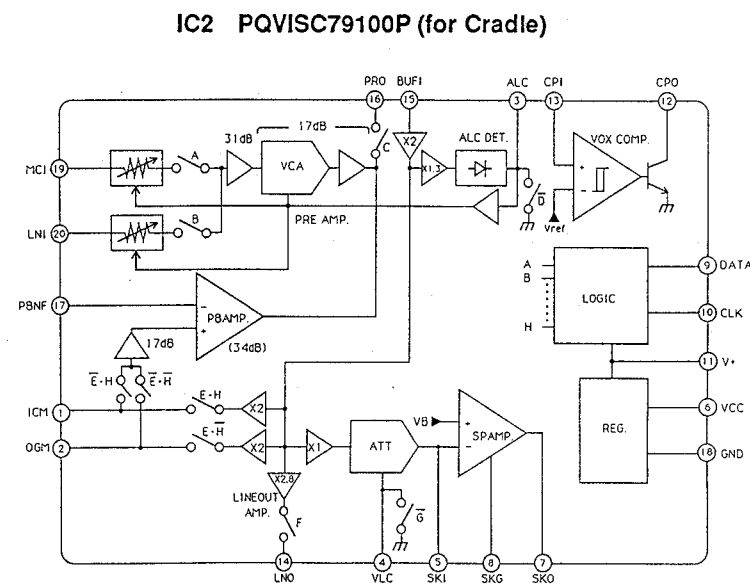 IC2 PQVISC79100P (for Cradle)
PRO BUFI ALC CPI CPO
16 15 3 13 12
17dB
31dB
A
C
X2
ALC DET.
VOX COMP.
MCI 19
VCA
X1.3
+
−
D̅
B
PRE AMP.
Vref
LNI 20
A
B
H
LOGIC
9 DATA
10 CLK
PBNF 17
−
+
PBAMP.
(34dB)
17dB
11 V+
E̅·H E̅·H̅
ICM 1
E·H
X2
VB
+
−
SPAMP.
REG.
6 VCC
OGM 2
E·H̅
X2
X1
ATT
18 GND
X2.8
LINEOUT
AMP.
F
G̅
14 4 5 8 7
LNO VLC SKI SKG SKO